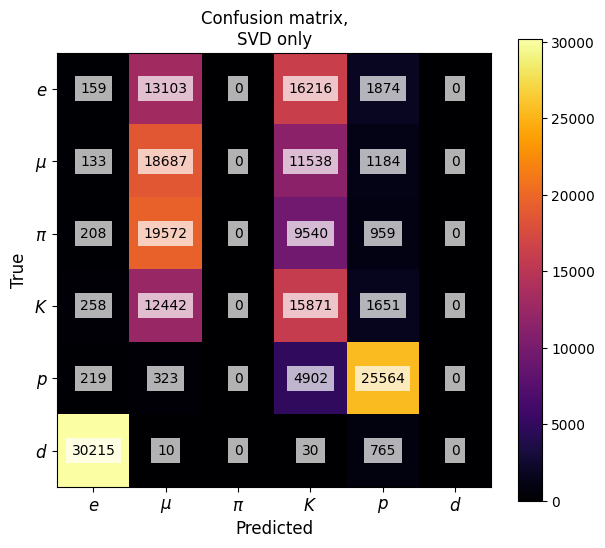 Confusion matrix,
SVD only
30000
e 159 13103 0 16216 1874 0
25000
μ 133 18687 0 11538 1184 0
20000
π 208 19572 0 9540 959 0
15000
True
K 258 12442 0 15871 1651 0
10000
p 219 323 0 4902 25564 0
5000
d 30215 10 0 30 765 0
0
e μ π K p d
Predicted